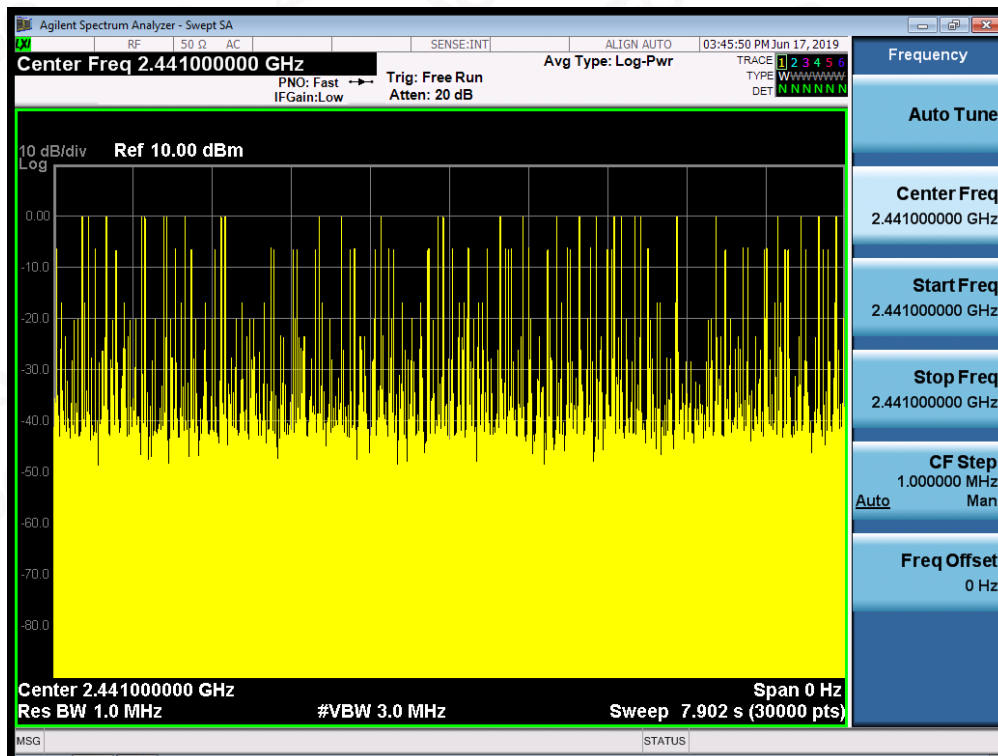 Agilent Spectrum Analyzer - Swept SA
LXI RF 50 Ω AC SENSE:INT ALIGN AUTO 03:45:50 PM Jun 17, 2019
Center Freq 2.441000000 GHz
Avg Type: Log-Pwr
TRACE 1 2 3 4 5 6
PNO: Fast
Trig: Free Run
TYPE W
IFGain:Low
Atten: 20 dB
DET N N N N N N
10 dB/div Ref 10.00 dBm
Log
0.00
-10.0
-20.0
-30.0
-40.0
-50.0
-60.0
-70.0
-80.0
Center 2.441000000 GHz Span 0 Hz
Res BW 1.0 MHz #VBW 3.0 MHz Sweep 7.902 s (30000 pts)
MSG STATUS
Frequency
Auto Tune
Center Freq
2.441000000 GHz
Start Freq
2.441000000 GHz
Stop Freq
2.441000000 GHz
CF Step
1.000000 MHz
Auto Man
Freq Offset
0 Hz